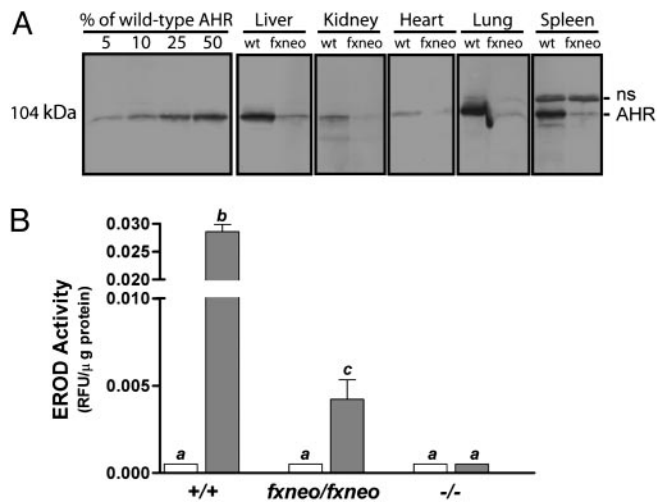 A
% of wild-type AHR Liver Kidney Heart Lung Spleen
5 10 25 50 wt fxneo wt fxneo wt fxneo wt fxneo wt fxneo
ns
104 kDa
AHR
B
EROD Activity
(RFU/μg protein)
0.030
0.025
0.020
0.010
0.005
0.000
a b a c a a
+/+ fxneo/fxneo -/-